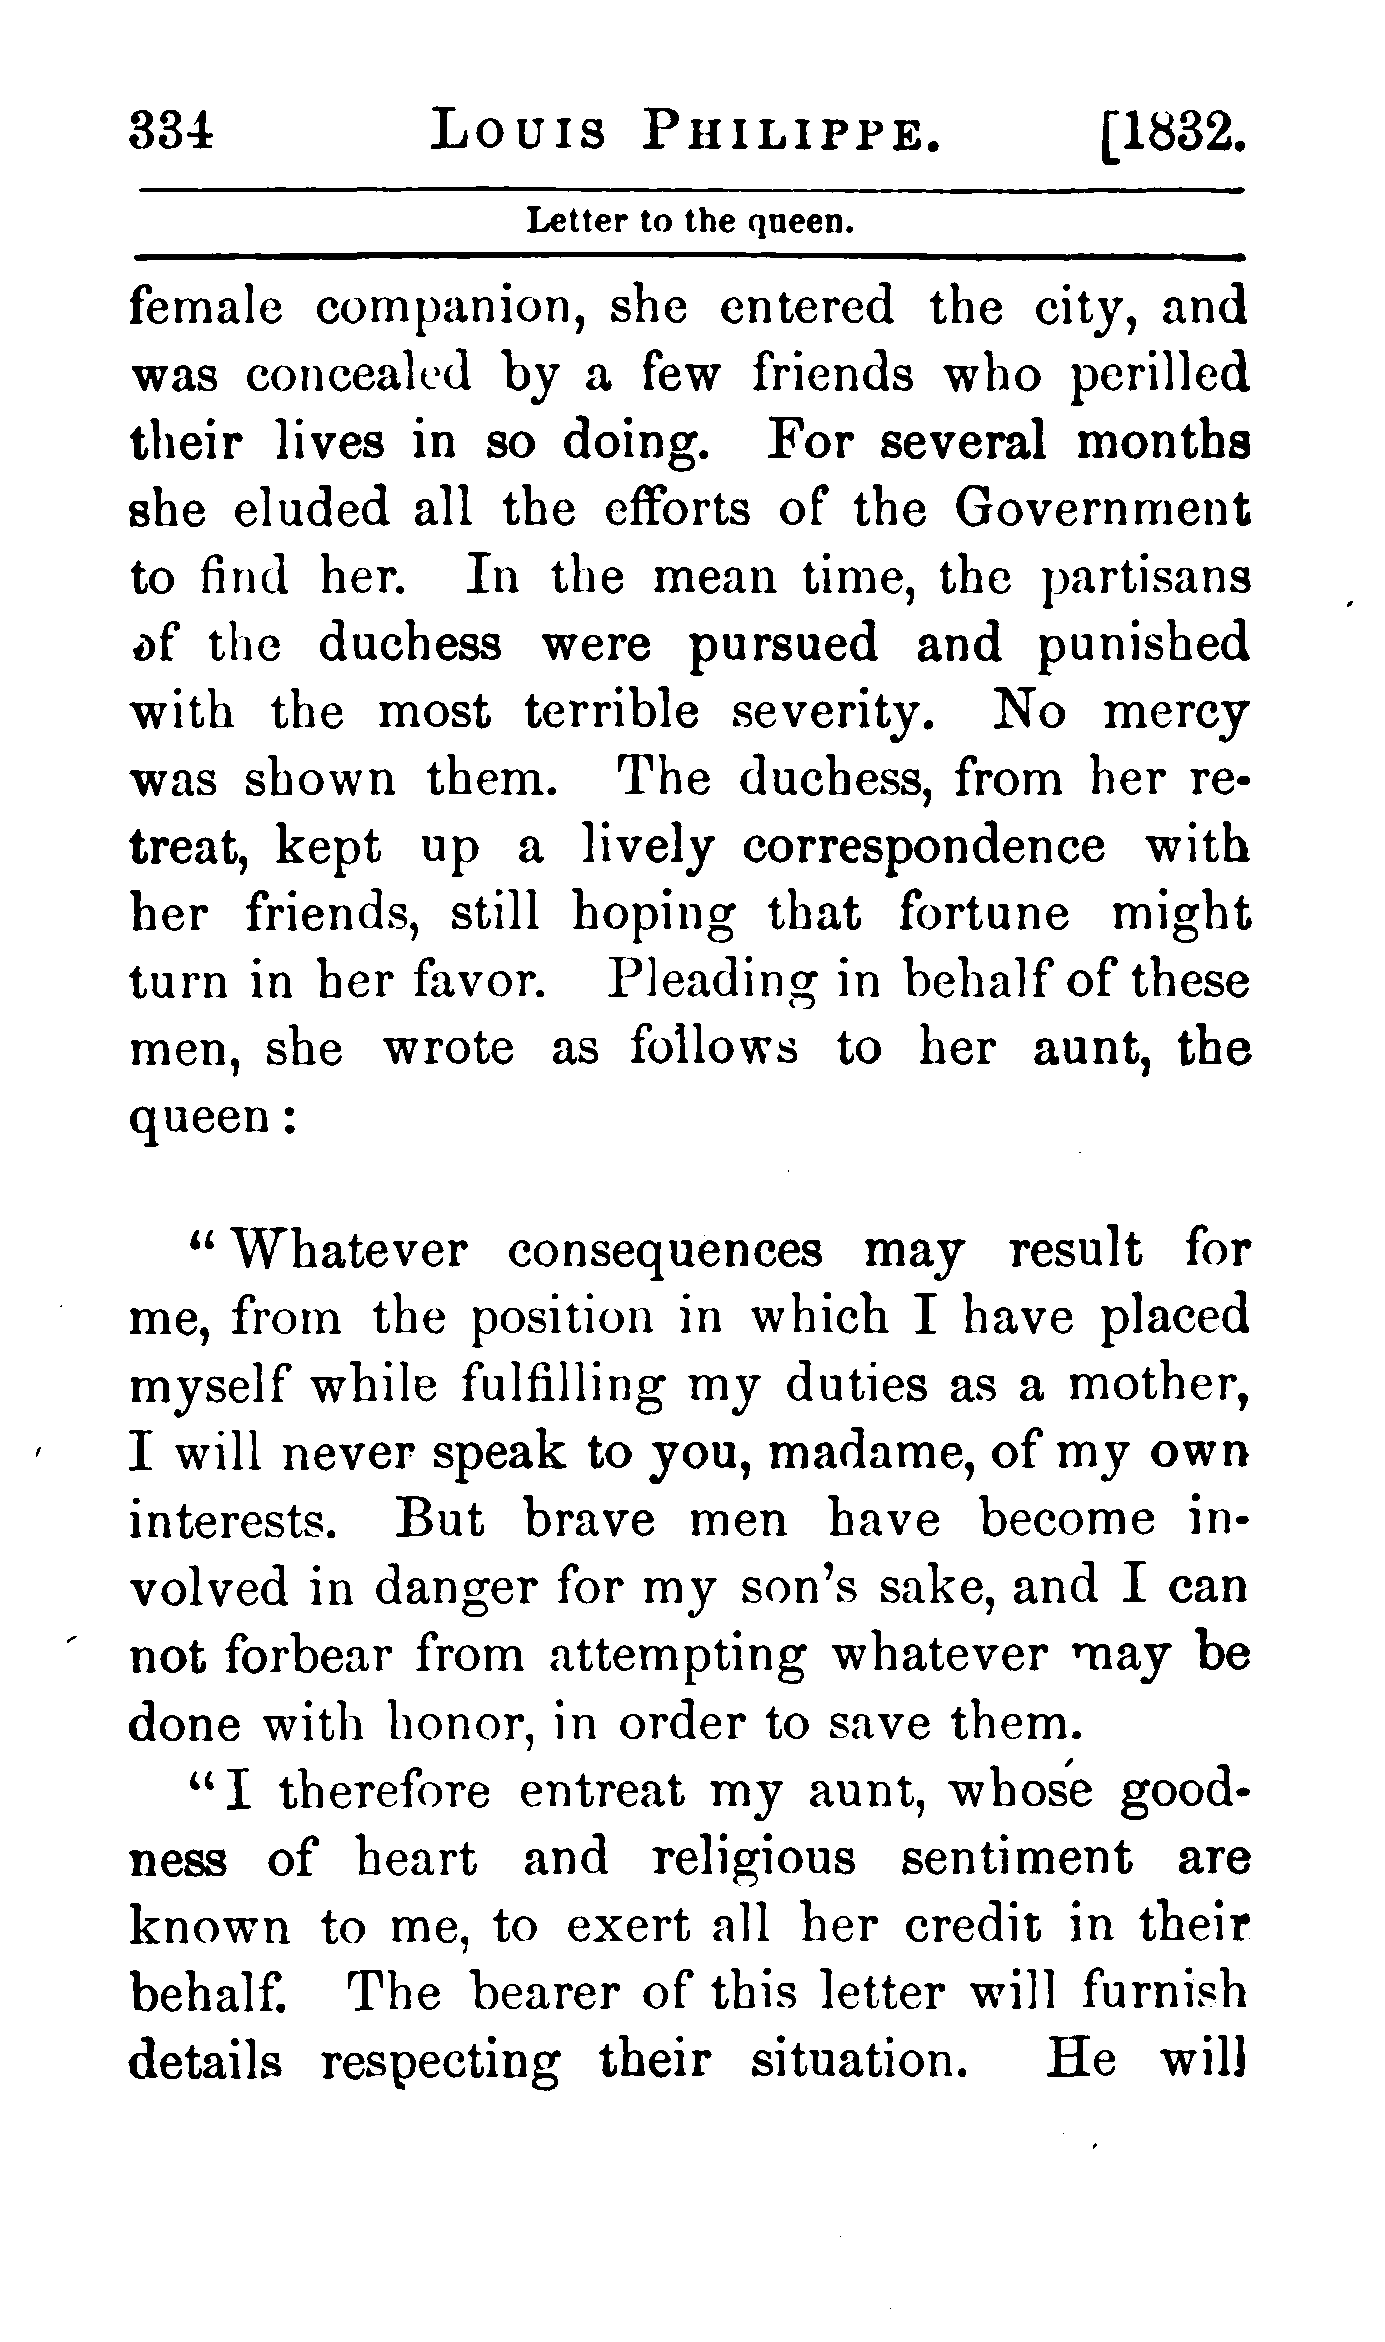 334 LOUIS PHILIPPE. [1832.
Letter to the queen.
female companion, she entered the city, and
was concealed by a few friends who perilled
their lives in so doing. For several months
she eluded all the efforts of the Government
to find her. In the mean time, the partisans
of the duchess were pursued and punished
with the most terrible severity. No mercy
was shown them. The duchess, from her re-
treat, kept up a lively correspondence with
her friends, still hoping that fortune might
turn in her favor. Pleading in behalf of these
men, she wrote as follows to her aunt, the
queen:
“Whatever consequences may result for
me, from the position in which I have placed
myself while fulfilling my duties as a mother,
I will never speak to you, madame, of my own
interests. But brave men have become in-
volved in danger for my son's sake, and I can
not forbear from attempting whatever may be
done with honor, in order to save them.
“I therefore entreat my aunt, whose good-
ness of heart and religious sentiment are
known to me, to exert all her credit in their
behalf. The bearer of this letter will furnish
details respecting their situation. He will